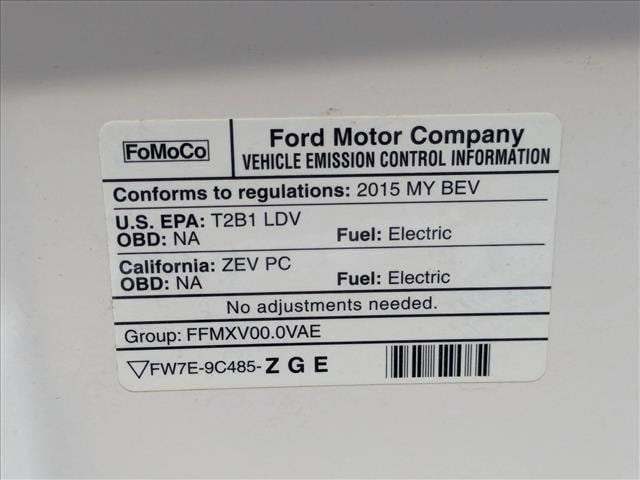 FoMoCo
Ford Motor Company
VEHICLE EMISSION CONTROL INFORMATION
Conforms to regulations: 2015 MY BEV
U.S. EPA: T2B1 LDV
OBD: NA Fuel: Electric
California: ZEV PC
OBD: NA Fuel: Electric
No adjustments needed.
Group: FFMXV00.0VAE
▽FW7E-9C485-ZGE